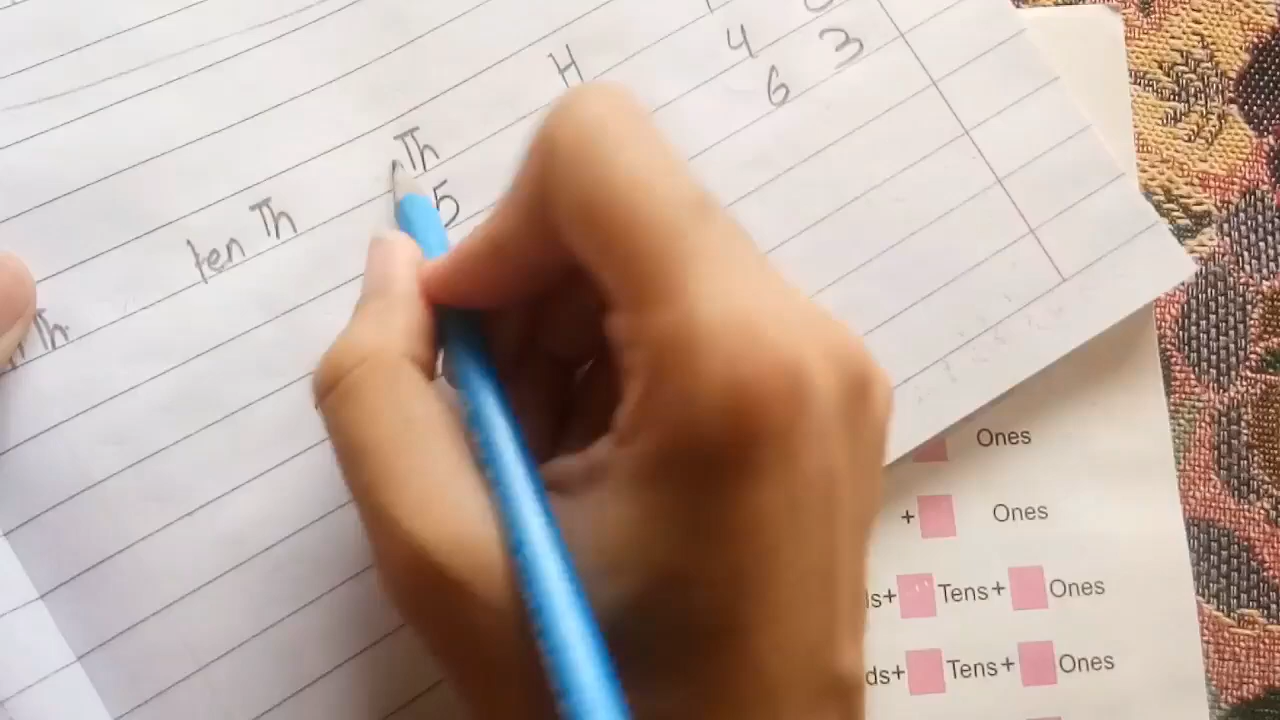 Th ten Th Th H
5 4 3
6
Ones
+ Ones
+ Tens+ Ones
+ Tens+ Ones